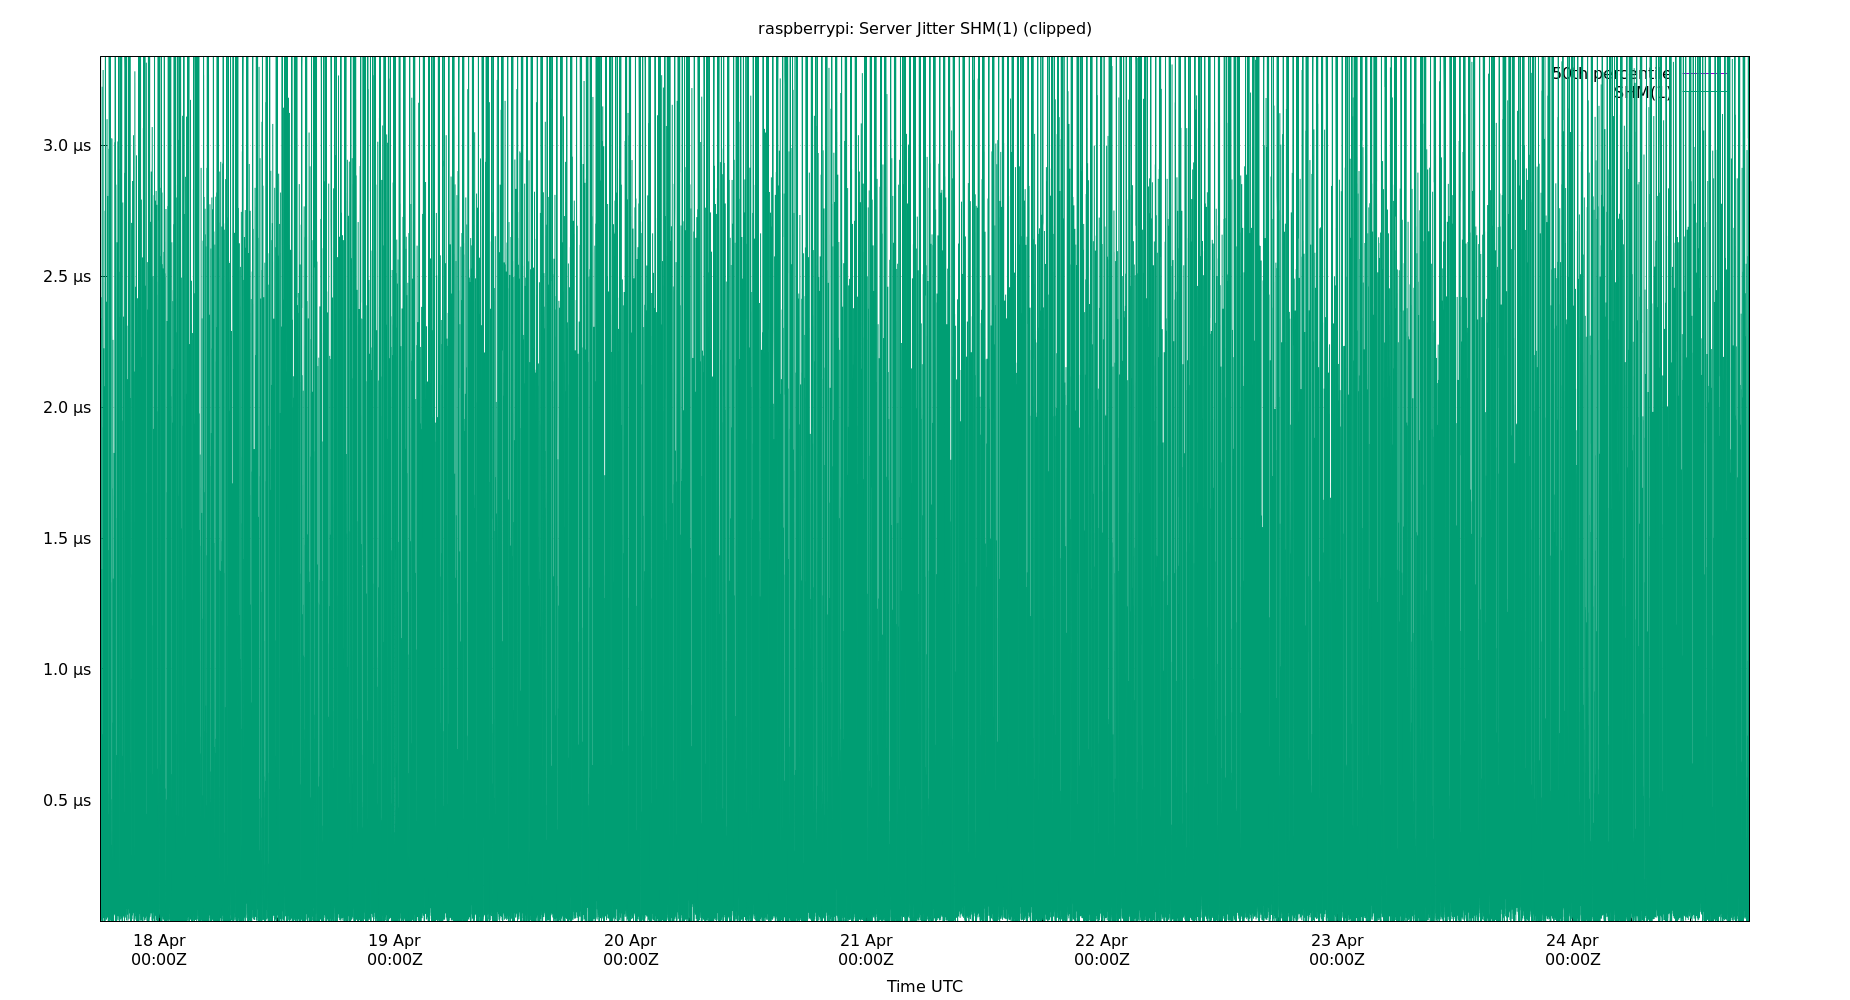 raspberrypi: Server Jitter SHM(1) (clipped)
50th percentile
SHM(1)
3.0 µs
2.5 µs
2.0 µs
1.5 µs
1.0 µs
0.5 µs
18 Apr 19 Apr 20 Apr 21 Apr 22 Apr 23 Apr 24 Apr
00:00Z 00:00Z 00:00Z 00:00Z 00:00Z 00:00Z 00:00Z
Time UTC